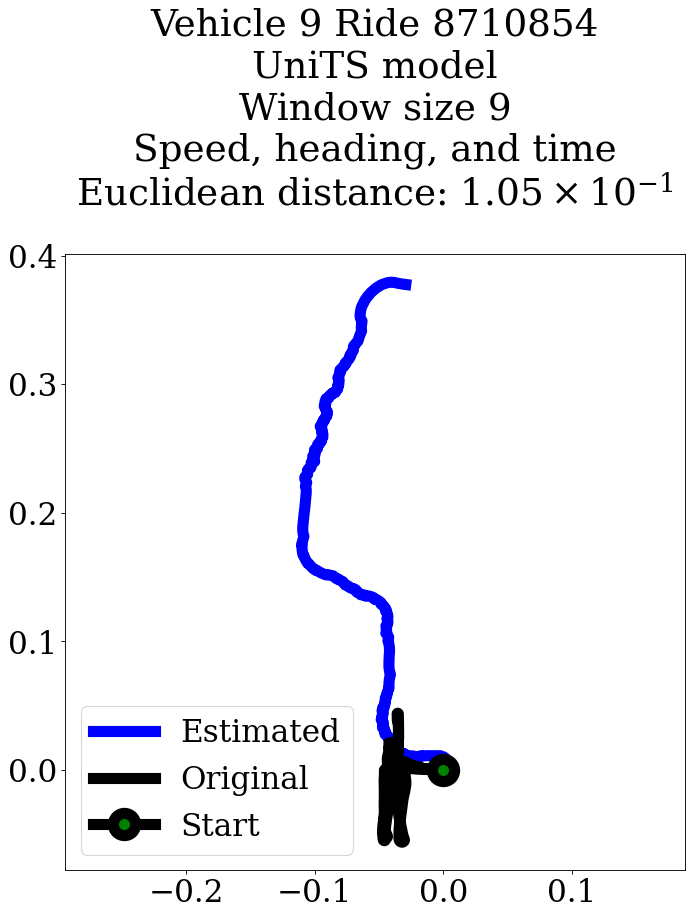 Vehicle 9 Ride 8710854
UniTS model
Window size 9
Speed, heading, and time
Euclidean distance: 1.05 × 10⁻¹
0.4
0.3
0.2
0.1
0.0
Estimated
Original
Start
−0.2 −0.1 0.0 0.1